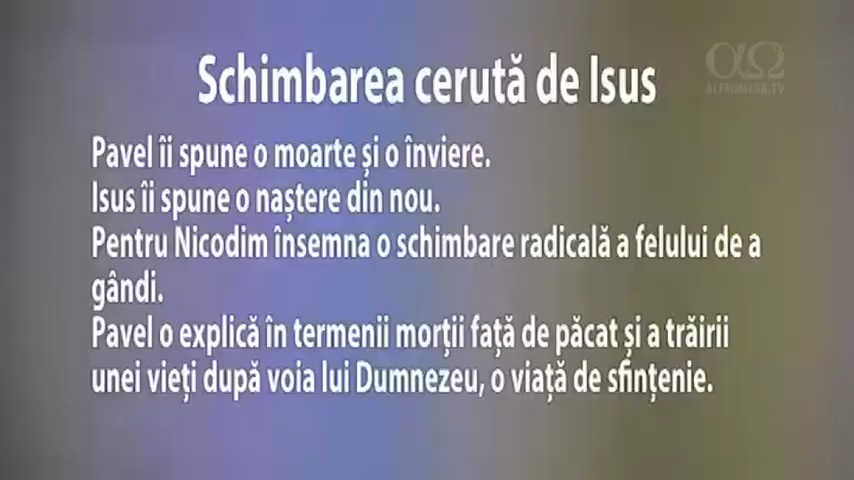 Schimbarea cerută de Isus
ΑΩ
ALFAOMEGA.TV
Pavel îi spune o moarte și o înviere.
Isus îi spune o naștere din nou.
Pentru Nicodim însemna o schimbare radicală a felului de a
gândi.
Pavel o explică în termenii morții față de păcat și a trăirii
unei vieți după voia lui Dumnezeu, o viață de sfințenie.